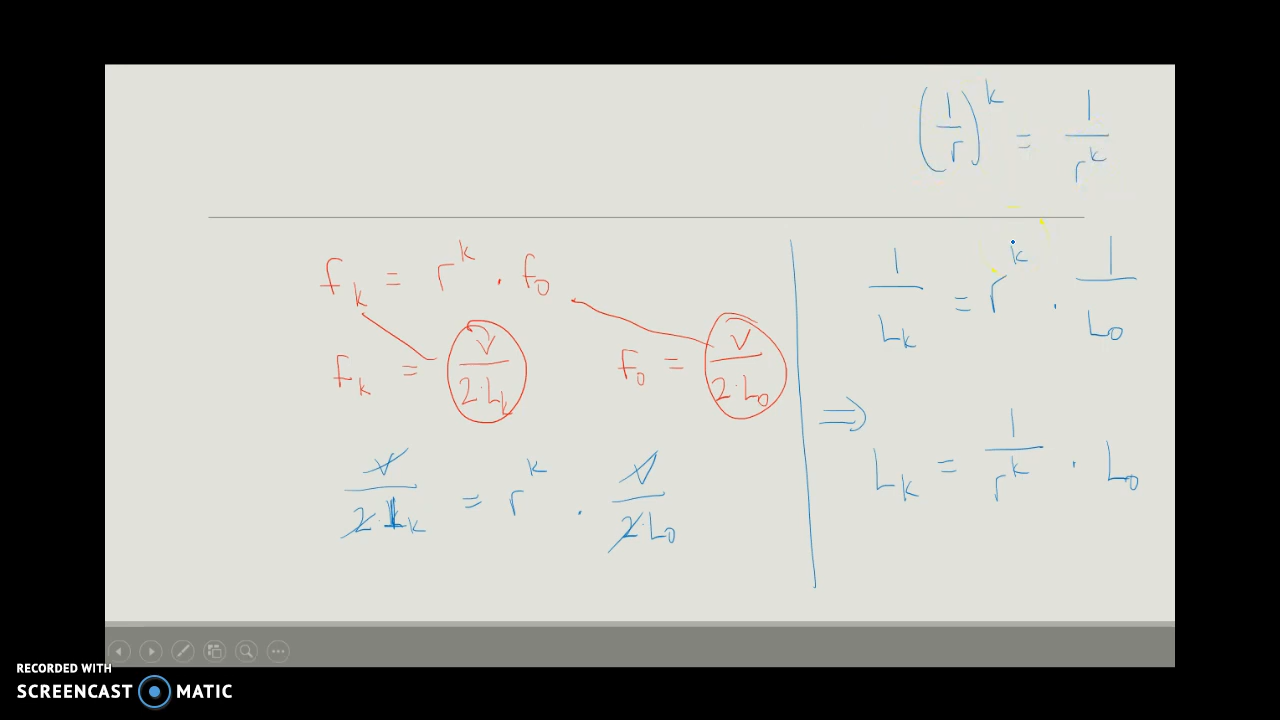 (1/r)^k = 1/r^k
f_k = r^k · f_0
f_k = v/(2·L_k)   f_0 = v/(2·L_0)
v/(2·L_k) = r^k · v/(2·L_0)
1/L_k = r^k · 1/L_0
⇒ L_k = 1/r^k · L_0
RECORDED WITH
SCREENCAST MATIC